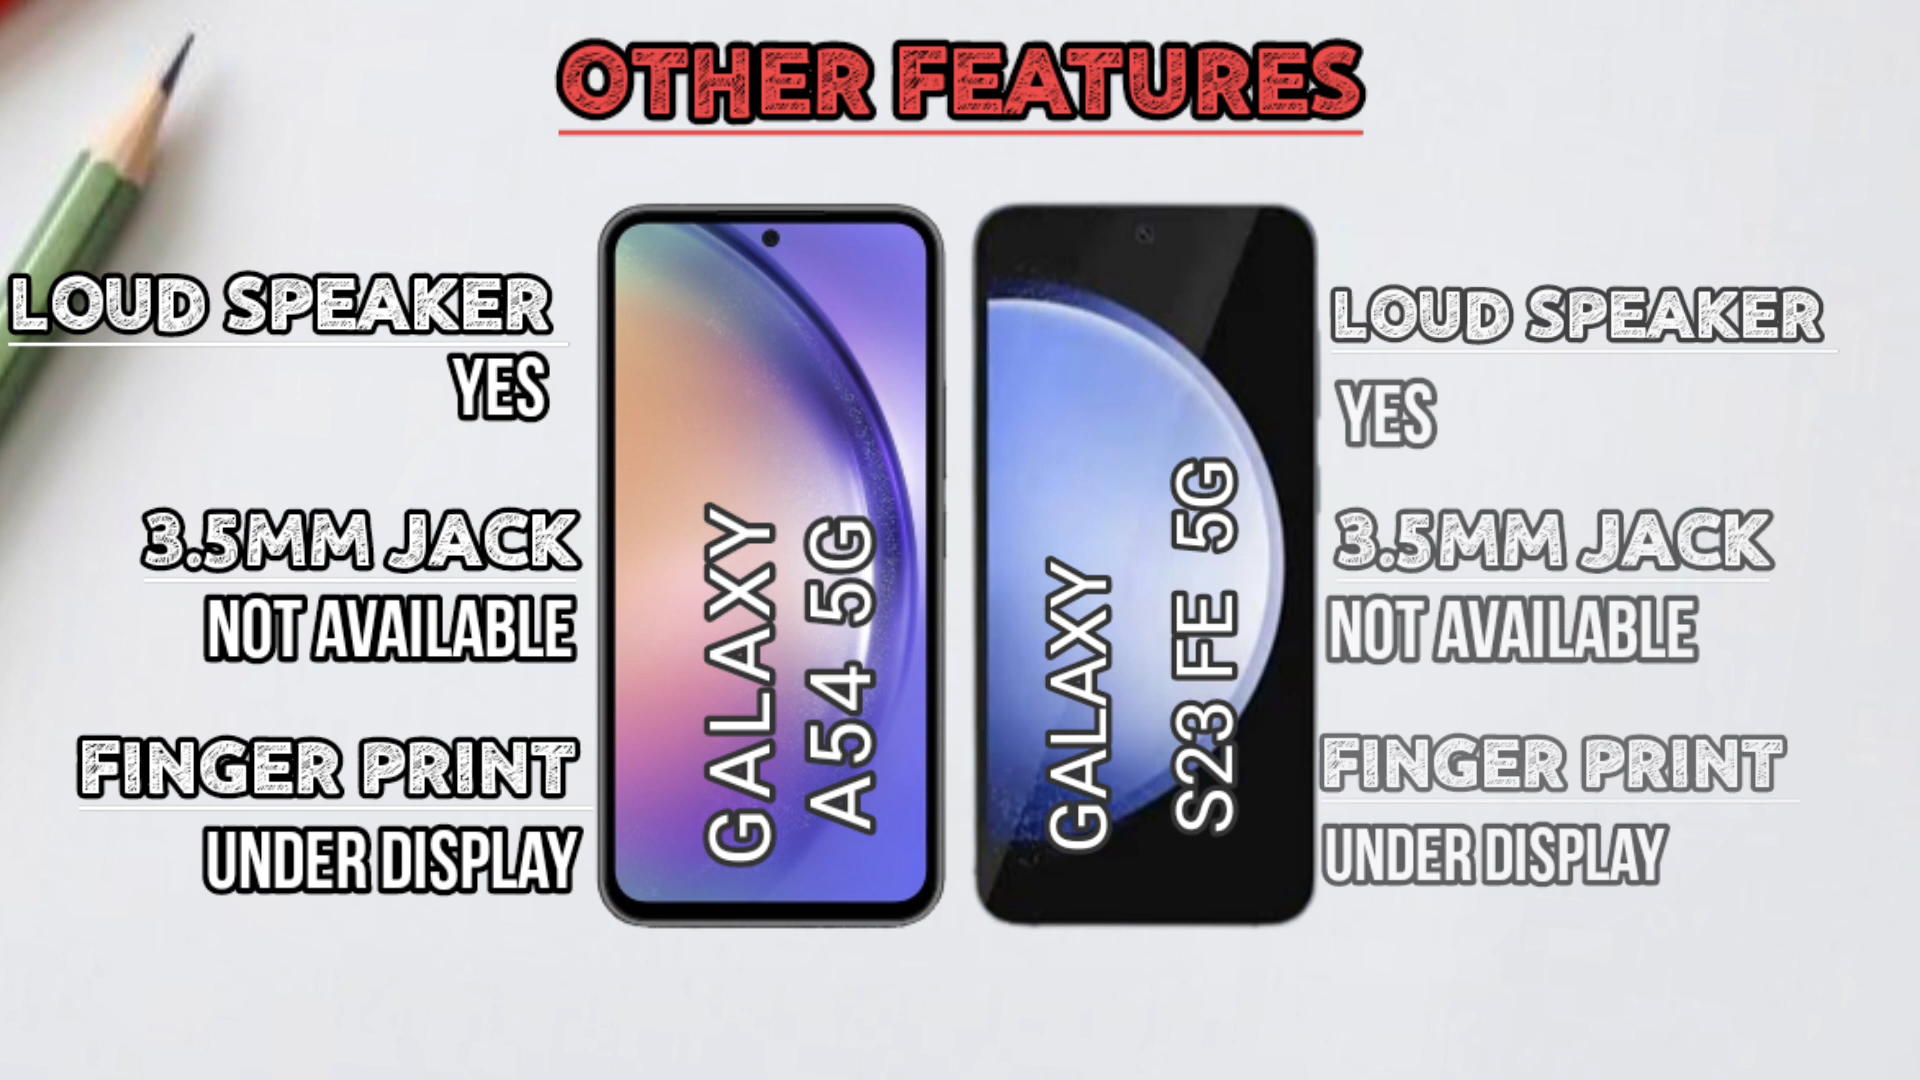 OTHER FEATURES
LOUD SPEAKER
YES
3.5MM JACK
NOT AVAILABLE
FINGER PRINT
UNDER DISPLAY
GALAXY
A54 5G
GALAXY
S23 FE 5G
LOUD SPEAKER
YES
3.5MM JACK
NOT AVAILABLE
FINGER PRINT
UNDER DISPLAY